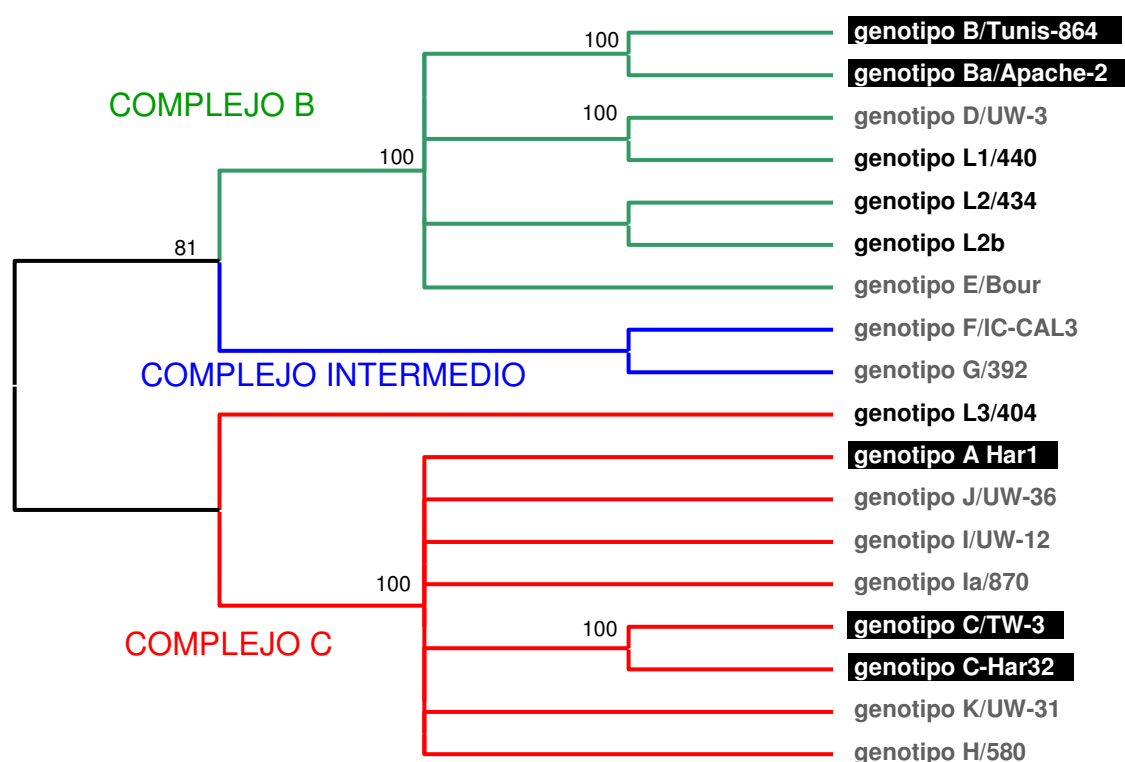 genotipo B/Tunis-864
100
genotipo Ba/Apache-2
COMPLEJO B
100
genotipo D/UW-3
100
genotipo L1/440
genotipo L2/434
81
genotipo L2b
genotipo E/Bour
genotipo F/IC-CAL3
COMPLEJO INTERMEDIO
genotipo G/392
genotipo L3/404
genotipo A Har1
genotipo J/UW-36
genotipo I/UW-12
100
genotipo Ia/870
COMPLEJO C
100
genotipo C/TW-3
genotipo C-Har32
genotipo K/UW-31
genotipo H/580